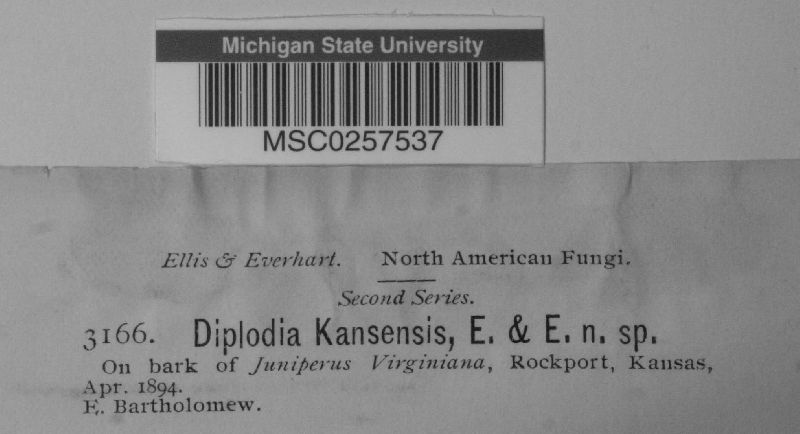 Michigan State University
MSC0257537
Ellis & Everhart. North American Fungi.
Second Series.
3166. Diplodia Kansensis, E. & E. n. sp.
On bark of Juniperus Virginiana, Rockport, Kansas,
Apr. 1894.
E. Bartholomew.